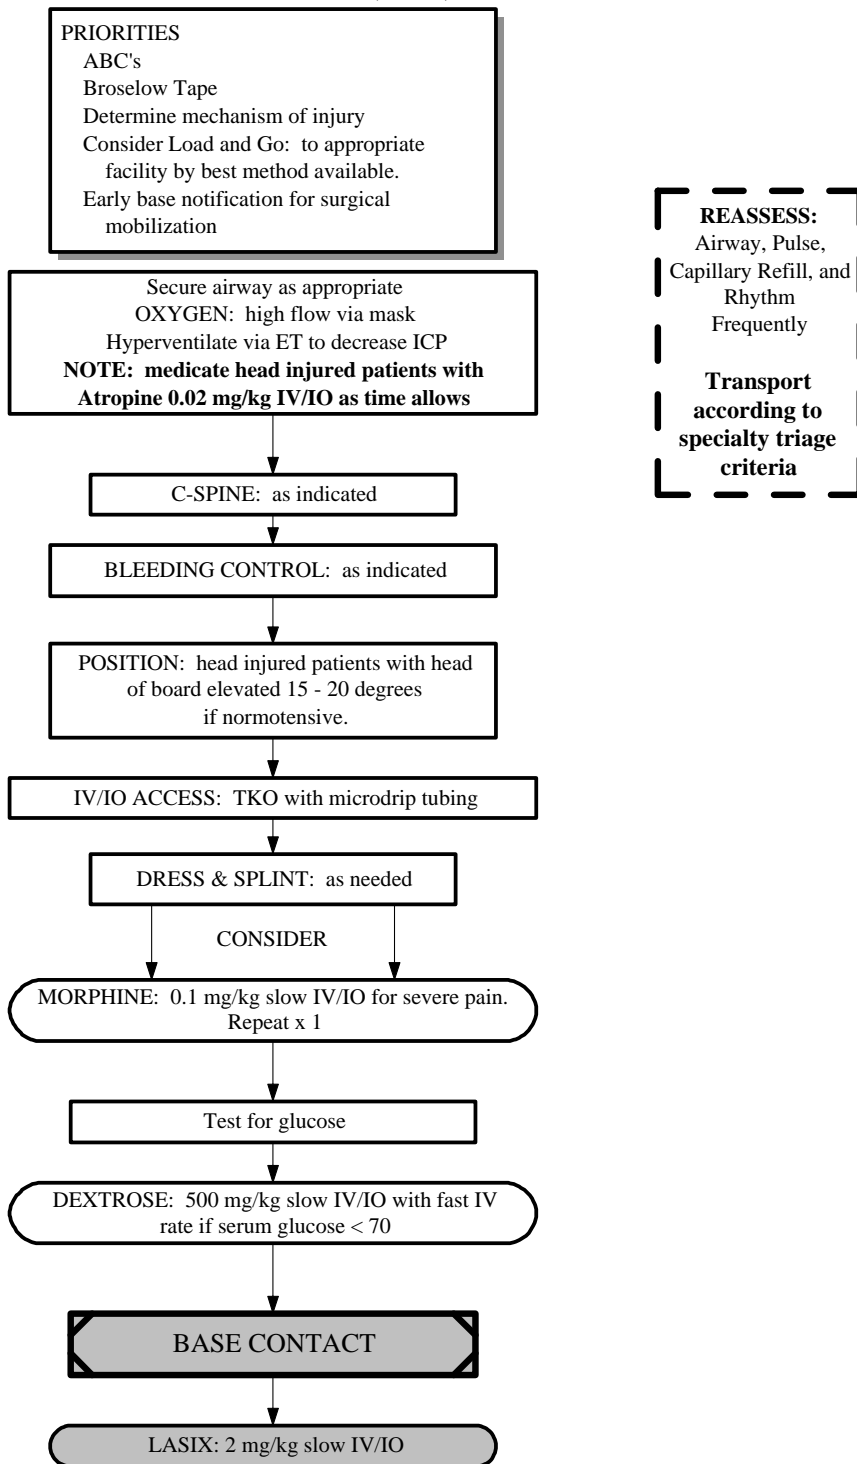 PRIORITIES
ABC's
Broselow Tape
Determine mechanism of injury
Consider Load and Go: to appropriate
facility by best method available.
Early base notification for surgical
mobilization
REASSESS:
Airway, Pulse,
Capillary Refill, and
Rhythm
Frequently
Transport
according to
specialty triage
criteria
Secure airway as appropriate
OXYGEN: high flow via mask
Hyperventilate via ET to decrease ICP
NOTE: medicate head injured patients with
Atropine 0.02 mg/kg IV/IO as time allows
C-SPINE: as indicated
BLEEDING CONTROL: as indicated
POSITION: head injured patients with head
of board elevated 15 - 20 degrees
if normotensive.
IV/IO ACCESS: TKO with microdrip tubing
DRESS & SPLINT: as needed
CONSIDER
MORPHINE: 0.1 mg/kg slow IV/IO for severe pain.
Repeat x 1
Test for glucose
DEXTROSE: 500 mg/kg slow IV/IO with fast IV
rate if serum glucose < 70
BASE CONTACT
LASIX: 2 mg/kg slow IV/IO